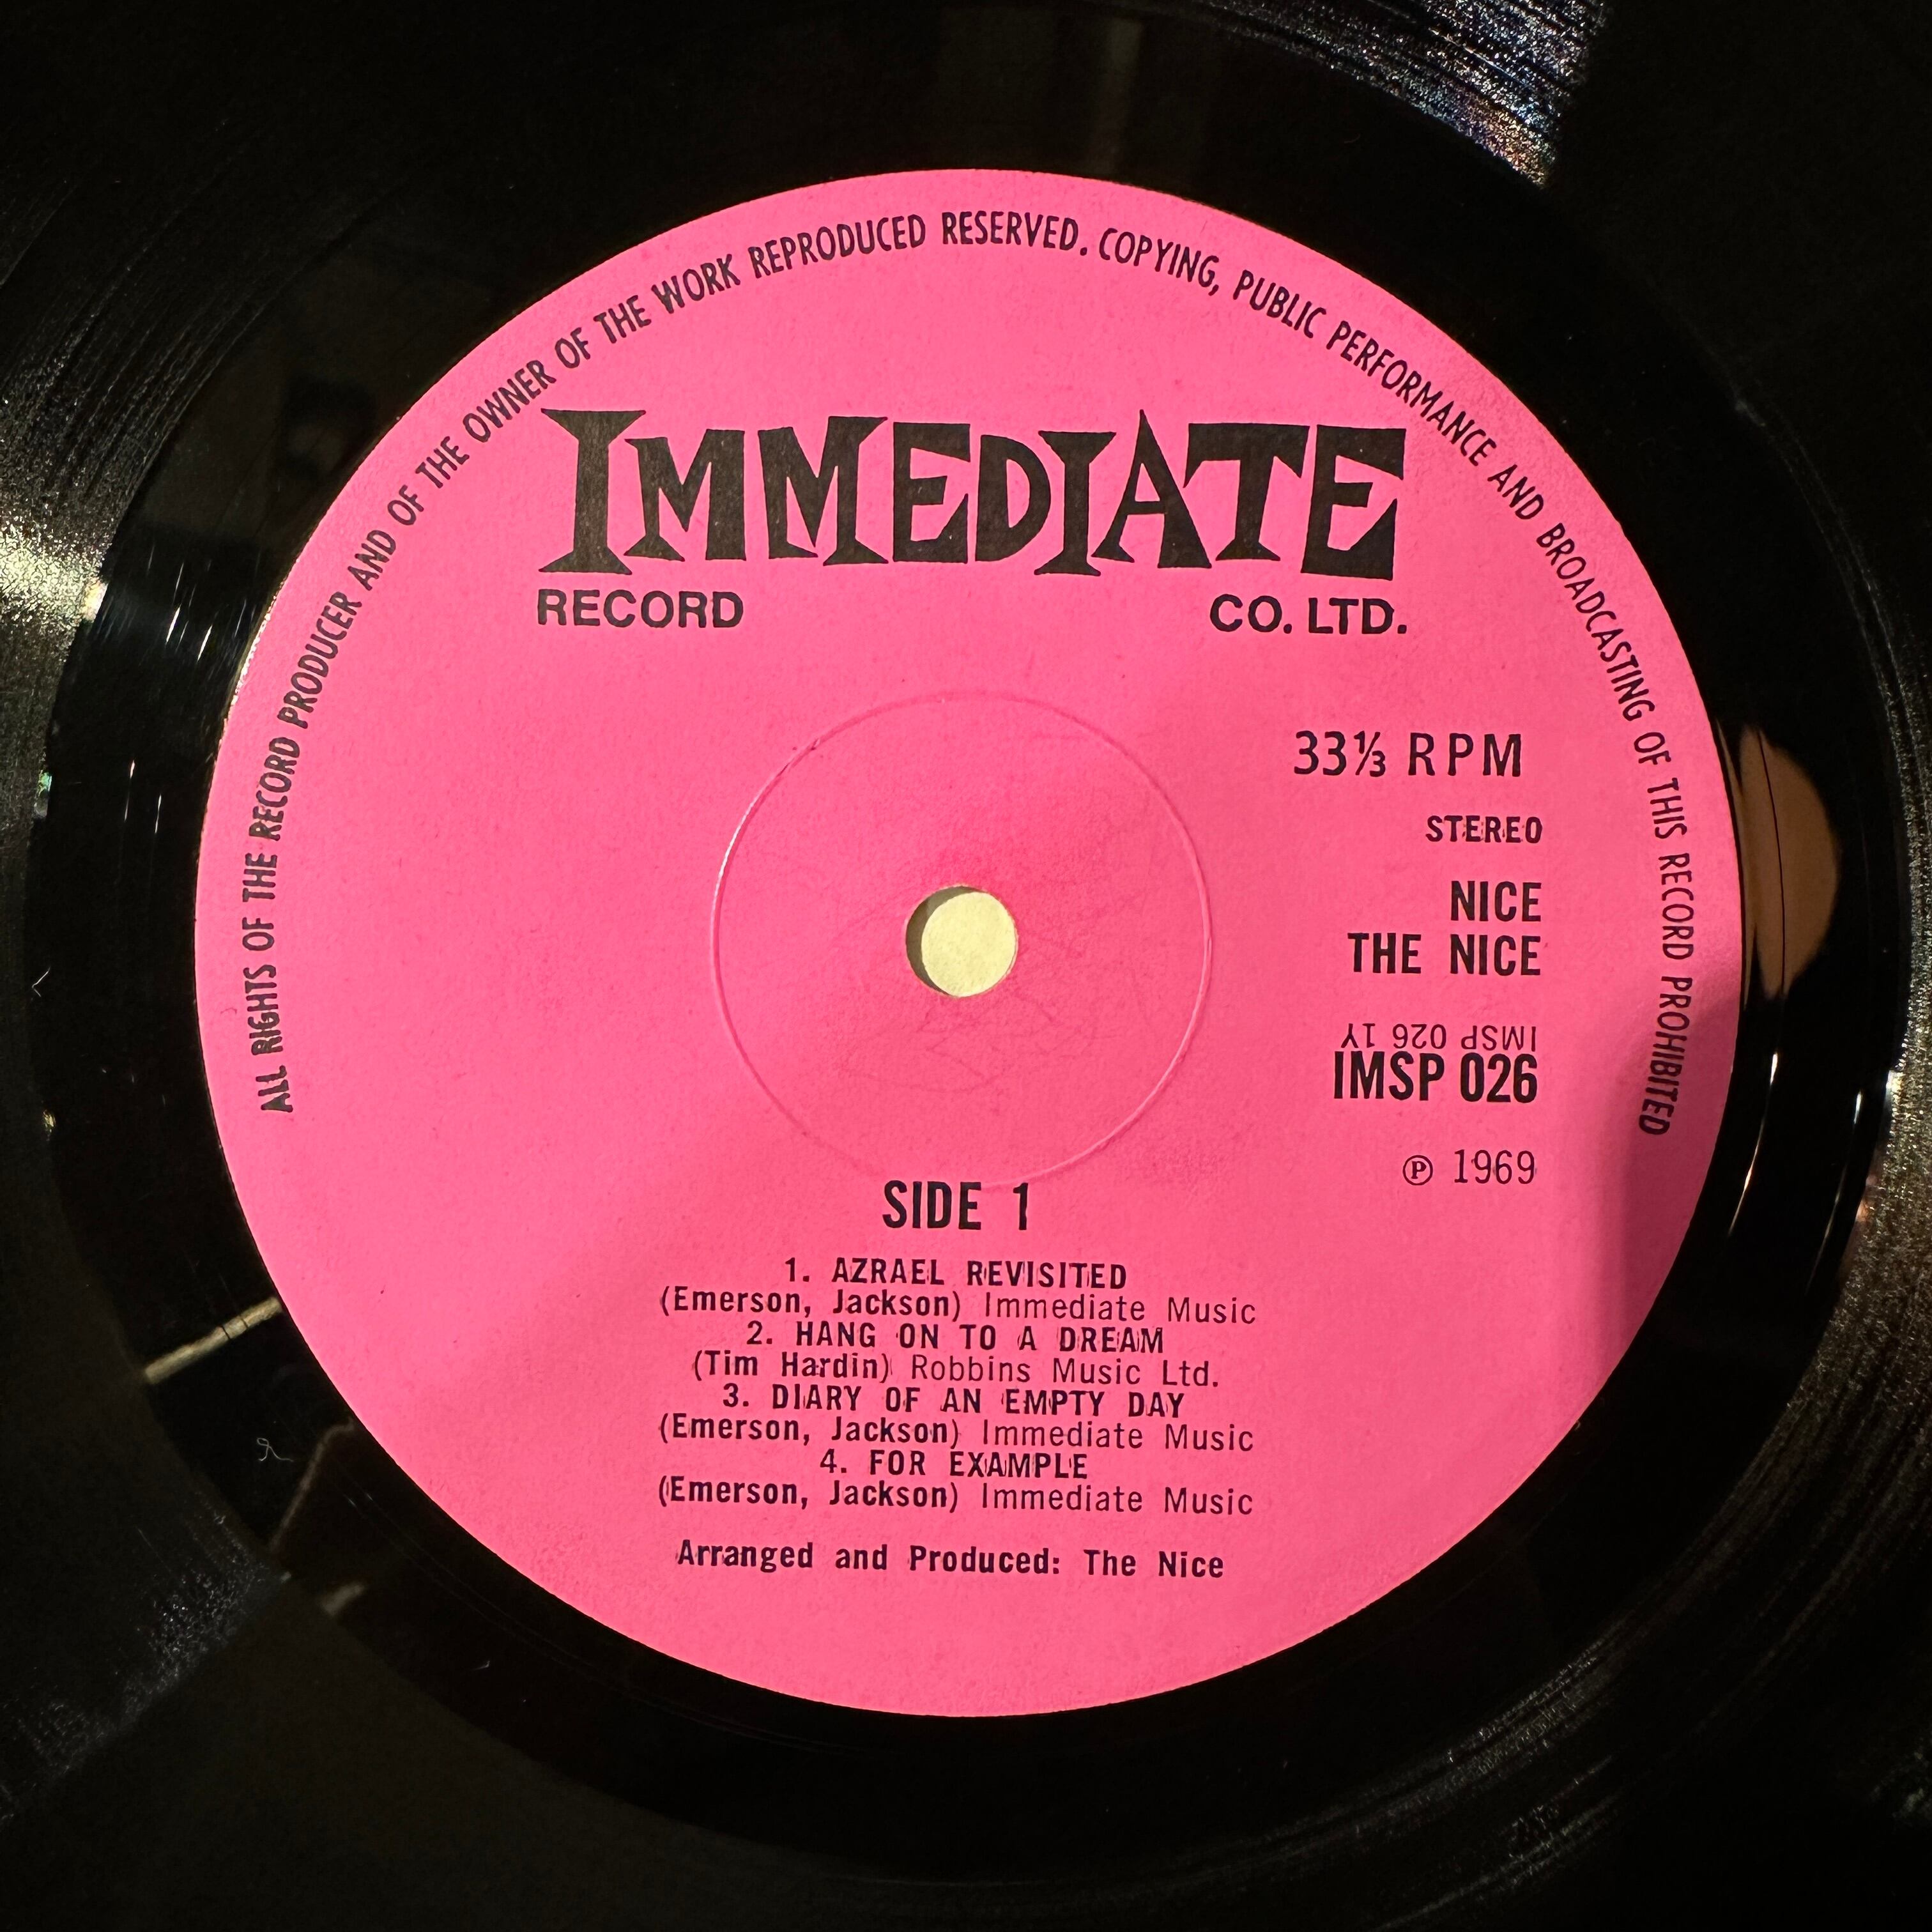 ALL RIGHTS OF THE RECORD PRODUCER AND OF THE OWNER OF THE WORK REPRODUCED RESERVED. COPYING, PUBLIC PERFORMANCE AND BROADCASTING OF THIS RECORD PROHIBITED
IMMEDIATE
RECORD CO. LTD.
33⅓ RPM
STEREO
NICE
THE NICE
IMSP 026 1Y
IMSP 026
℗ 1969
SIDE 1
1. AZRAEL REVISITED
(Emerson, Jackson) Immediate Music
2. HANG ON TO A DREAM
(Tim Hardin) Robbins Music Ltd.
3. DIARY OF AN EMPTY DAY
(Emerson, Jackson) Immediate Music
4. FOR EXAMPLE
(Emerson, Jackson) Immediate Music
Arranged and Produced: The Nice